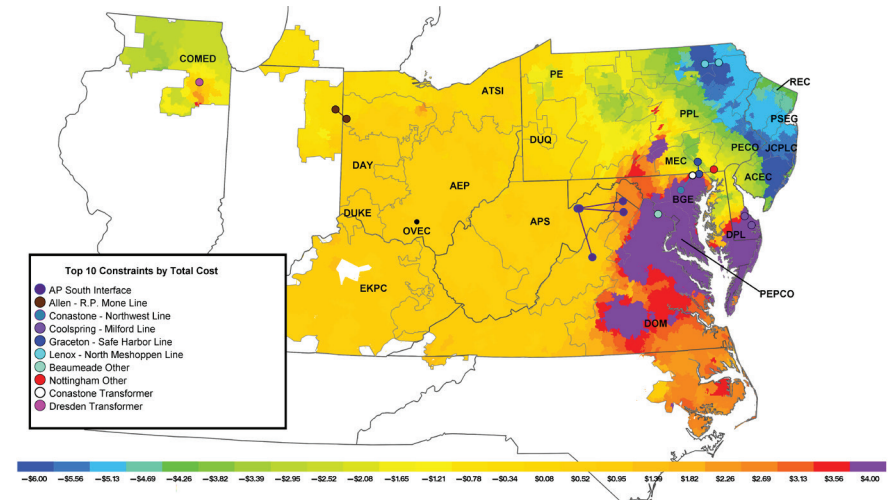 COMED
ATSI
PE
REC
PPL
PSEG
DUQ
PECO JCPLC
DAY
MEC
ACEC
AEP
BGE
DUKE
APS
OVEC
DPL
EKPC
PEPCO
DOM
Top 10 Constraints by Total Cost
AP South Interface
Allen - R.P. Mone Line
Conastone - Northwest Line
Coolspring - Milford Line
Graceton - Safe Harbor Line
Lenox - North Meshoppen Line
Beaumeade Other
Nottingham Other
Conastone Transformer
Dresden Transformer
–$6.00 –$5.56 –$5.13 –$4.69 –$4.26 –$3.82 –$3.39 –$2.95 –$2.52 –$2.08 –$1.65 –$1.21 –$0.78 –$0.34 $0.08 $0.52 $0.95 $1.39 $1.82 $2.26 $2.69 $3.13 $3.56 $4.00